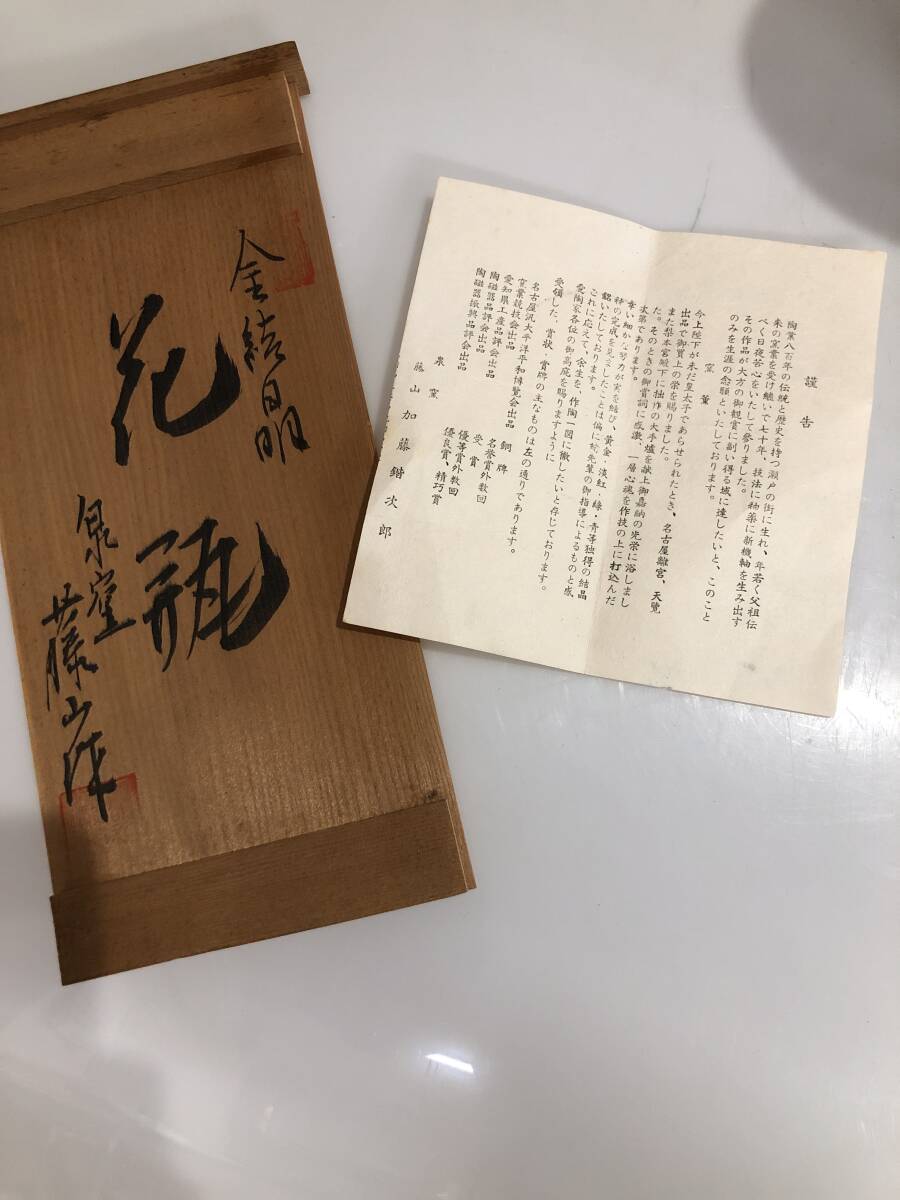 金結晶
花瓶
泉窯
藤山作
謹告
陶業八百年の伝統と歴史を持つ瀬戸の街に生れ、年若く父祖伝
来の窯業を受け継いで七十年、技法に釉薬に新機軸を生み出す
べく日夜苦心をいたして参りました。
その作品が大方の御観賞に副い得る域に達したいと、このこと
のみを生涯の念願といたしております。
窯董
今上陛下が未だ皇太子であらせられたとき、名古屋離宮、天覧
出品で御買上の栄を賜りました。
また梨本宮殿下に拙作の大手爐を献上御嘉納の光栄に浴しまし
た。そのときの御賞詞に感激、一層心魂を作技の上に打込んだ
次第であります。
幸い細かな努力が実を結び、黄金・淡紅・緑・青等独得の結晶
釉の完成を見ましたことは偏に 先輩の御指導によるものと感
銘いたしております。
これに応えて、余生を、作陶一図に徹したいと存じております。
愛陶家各位の御高庇を賜りますように
受領した、賞状・賞牌の主なものは左の通りであります。
名古屋汎太平洋平和博覧会出品 銅牌
窯業競技会出品 名誉賞外数回
愛知県工産品評会出品 受賞
陶磁器品評会出品 優等賞外数回
陶磁器振興品評会出品 優良賞、精巧賞
泉窯
藤山 加藤鍇次郎